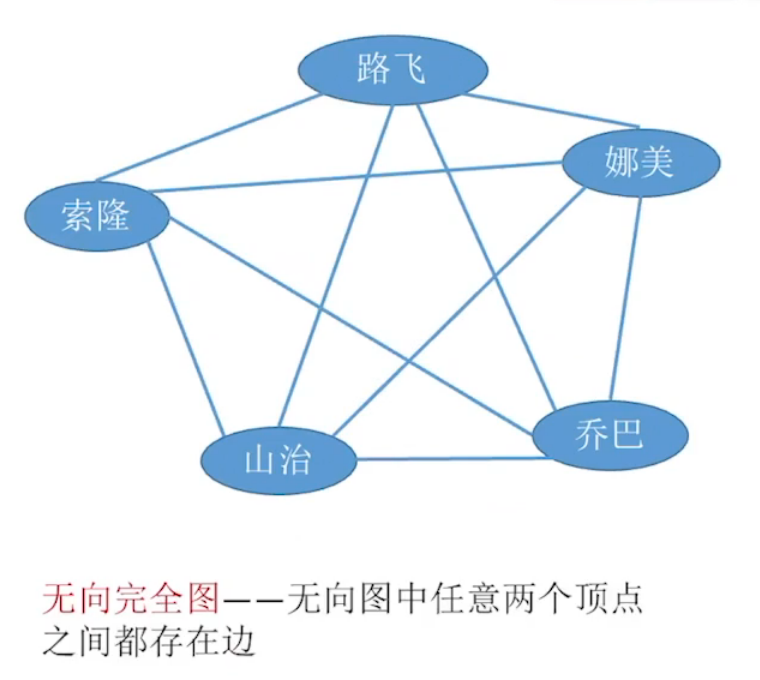 路飞
娜美
索隆
乔巴
山治
无向完全图——无向图中任意两个顶点
之间都存在边